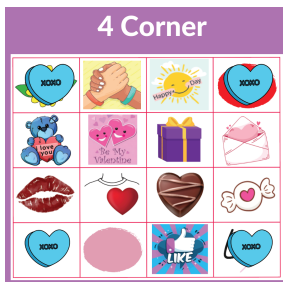 4 Corner
XOXO
Happy Day
XOXO
I love
you
Be My
Valentine
XOXO
LIKE
XOXO